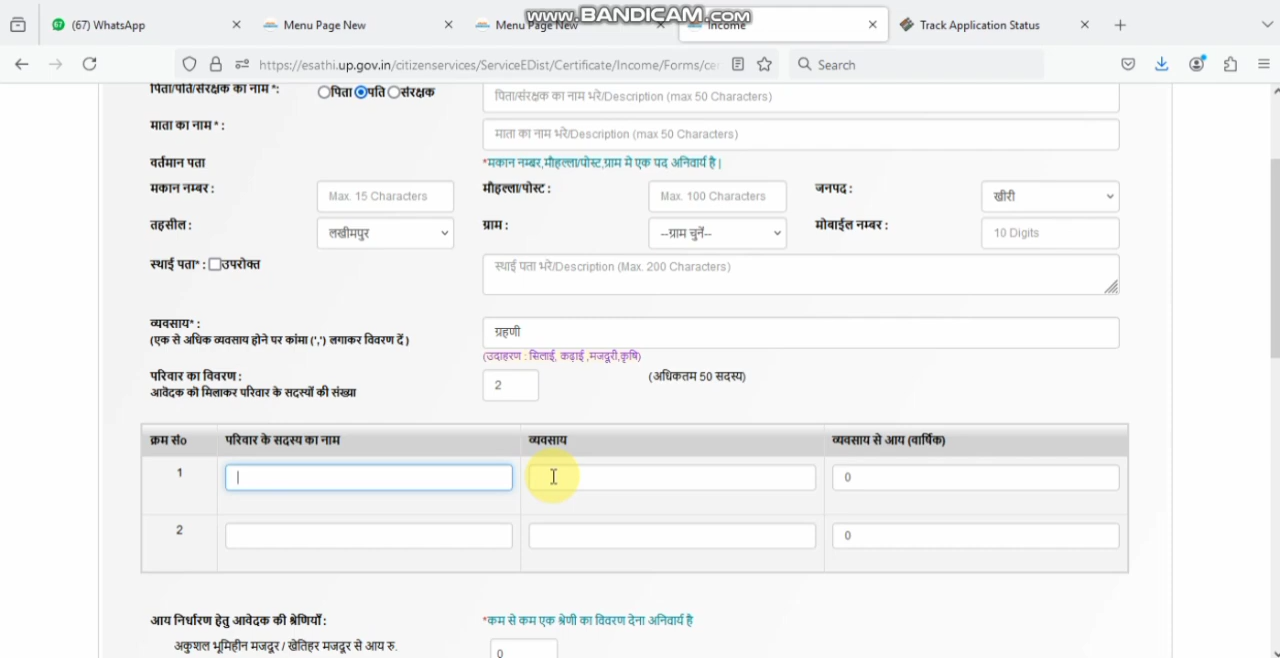 www.BANDICAM.com
(67) WhatsApp
Menu Page New
Menu Page New
Income
Track Application Status
https://esathi.up.gov.in/citizenservices/ServiceEDist/Certificate/Income/Forms/cer
Search
पिता/पति/संरक्षक का नाम *: पिता पति संरक्षक पिता/संरक्षक का नाम भरे/Description (max 50 Characters)
माता का नाम * : माता का नाम भरे/Description (max 50 Characters)
वर्तमान पता *मकान नम्बर,मौहल्ला/पोस्ट,ग्राम मे एक पद अनिवार्य है |
मकान नम्बर : Max. 15 Characters मौहल्ला/पोस्ट : Max. 100 Characters जनपद : खीरी
तहसील : लखीमपुर ग्राम : --ग्राम चुनें-- मोबाईल नम्बर : 10 Digits
स्थाई पता* : उपरोक्त स्थाई पता भरे/Description (Max. 200 Characters)
व्यवसाय* : ग्रहणी
(एक से अधिक व्यवसाय होने पर कांमा (',') लगाकर विवरण दें )
(उदाहरण : सिलाई, कढ़ाई ,मजदूरी,कृषि)
परिवार का विवरण : 2 (अधिकतम 50 सदस्य)
आवेदक कॊ मिलाकर परिवार के सदस्यों की संख्या
क्रम संo परिवार के सदस्य का नाम व्यवसाय व्यवसाय से आय (वार्षिक)
1 0
2 0
आय निर्धारण हेतु आवेदक की श्रेणियाँ : *कम से कम एक श्रेणी का विवरण देना अनिवार्य है
अकुशल भूमिहीन मजदूर / खेतिहर मजदूर से आय रु. 0